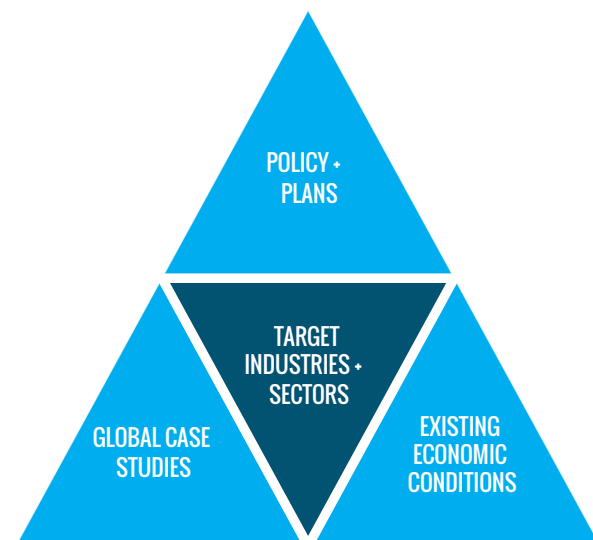 POLICY +
PLANS
TARGET
INDUSTRIES +
SECTORS
GLOBAL CASE
STUDIES
EXISTING
ECONOMIC
CONDITIONS